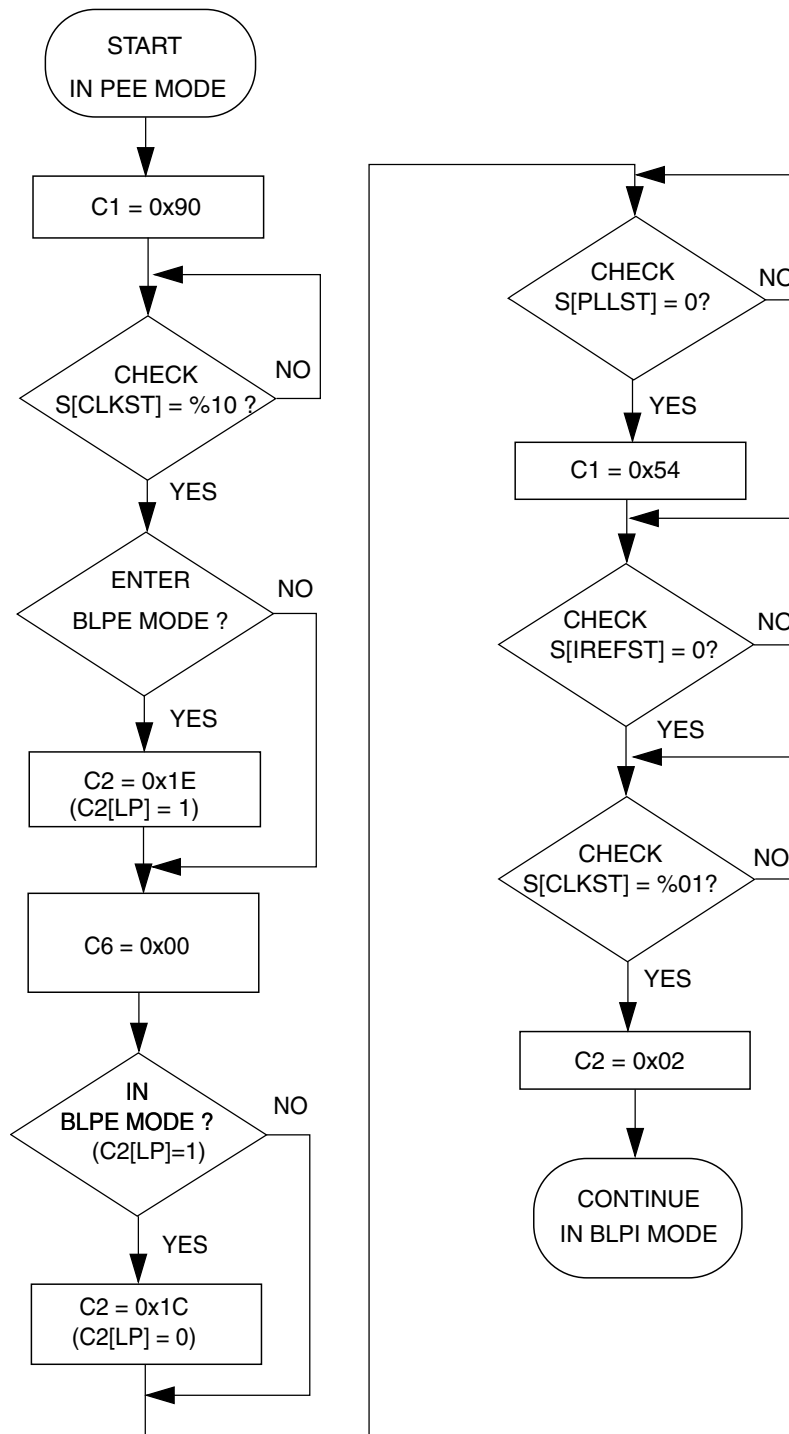 START
IN PEE MODE
C1 = 0x90
CHECK
S[CLKST] = %10 ?
NO
YES
ENTER
BLPE MODE ?
NO
YES
C2 = 0x1E
(C2[LP] = 1)
C6 = 0x00
IN
BLPE MODE ?
(C2[LP]=1)
NO
YES
C2 = 0x1C
(C2[LP] = 0)
CHECK
S[PLLST] = 0?
NO
YES
C1 = 0x54
CHECK
S[IREFST] = 0?
NO
YES
CHECK
S[CLKST] = %01?
NO
YES
C2 = 0x02
CONTINUE
IN BLPI MODE